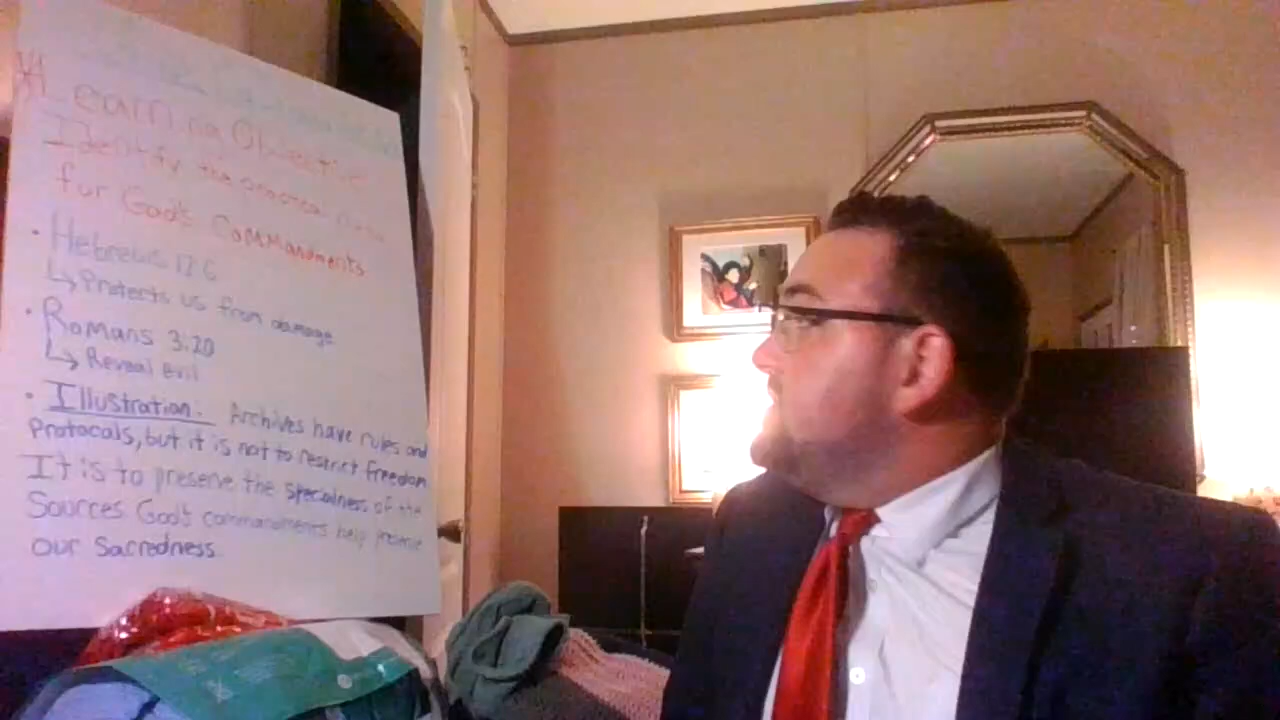 *Learning Objective
Identify the practical
for God's Commandments
• Hebrews 12:6
↳ Protects us from damage
• Romans 3:20
↳ Reveal evil
• Illustration: Archives have rules and
Protocals, but it is not to restrict freedom
It is to preserve the specialness of the
Sources God's commandments help preserve
our Sacredness.